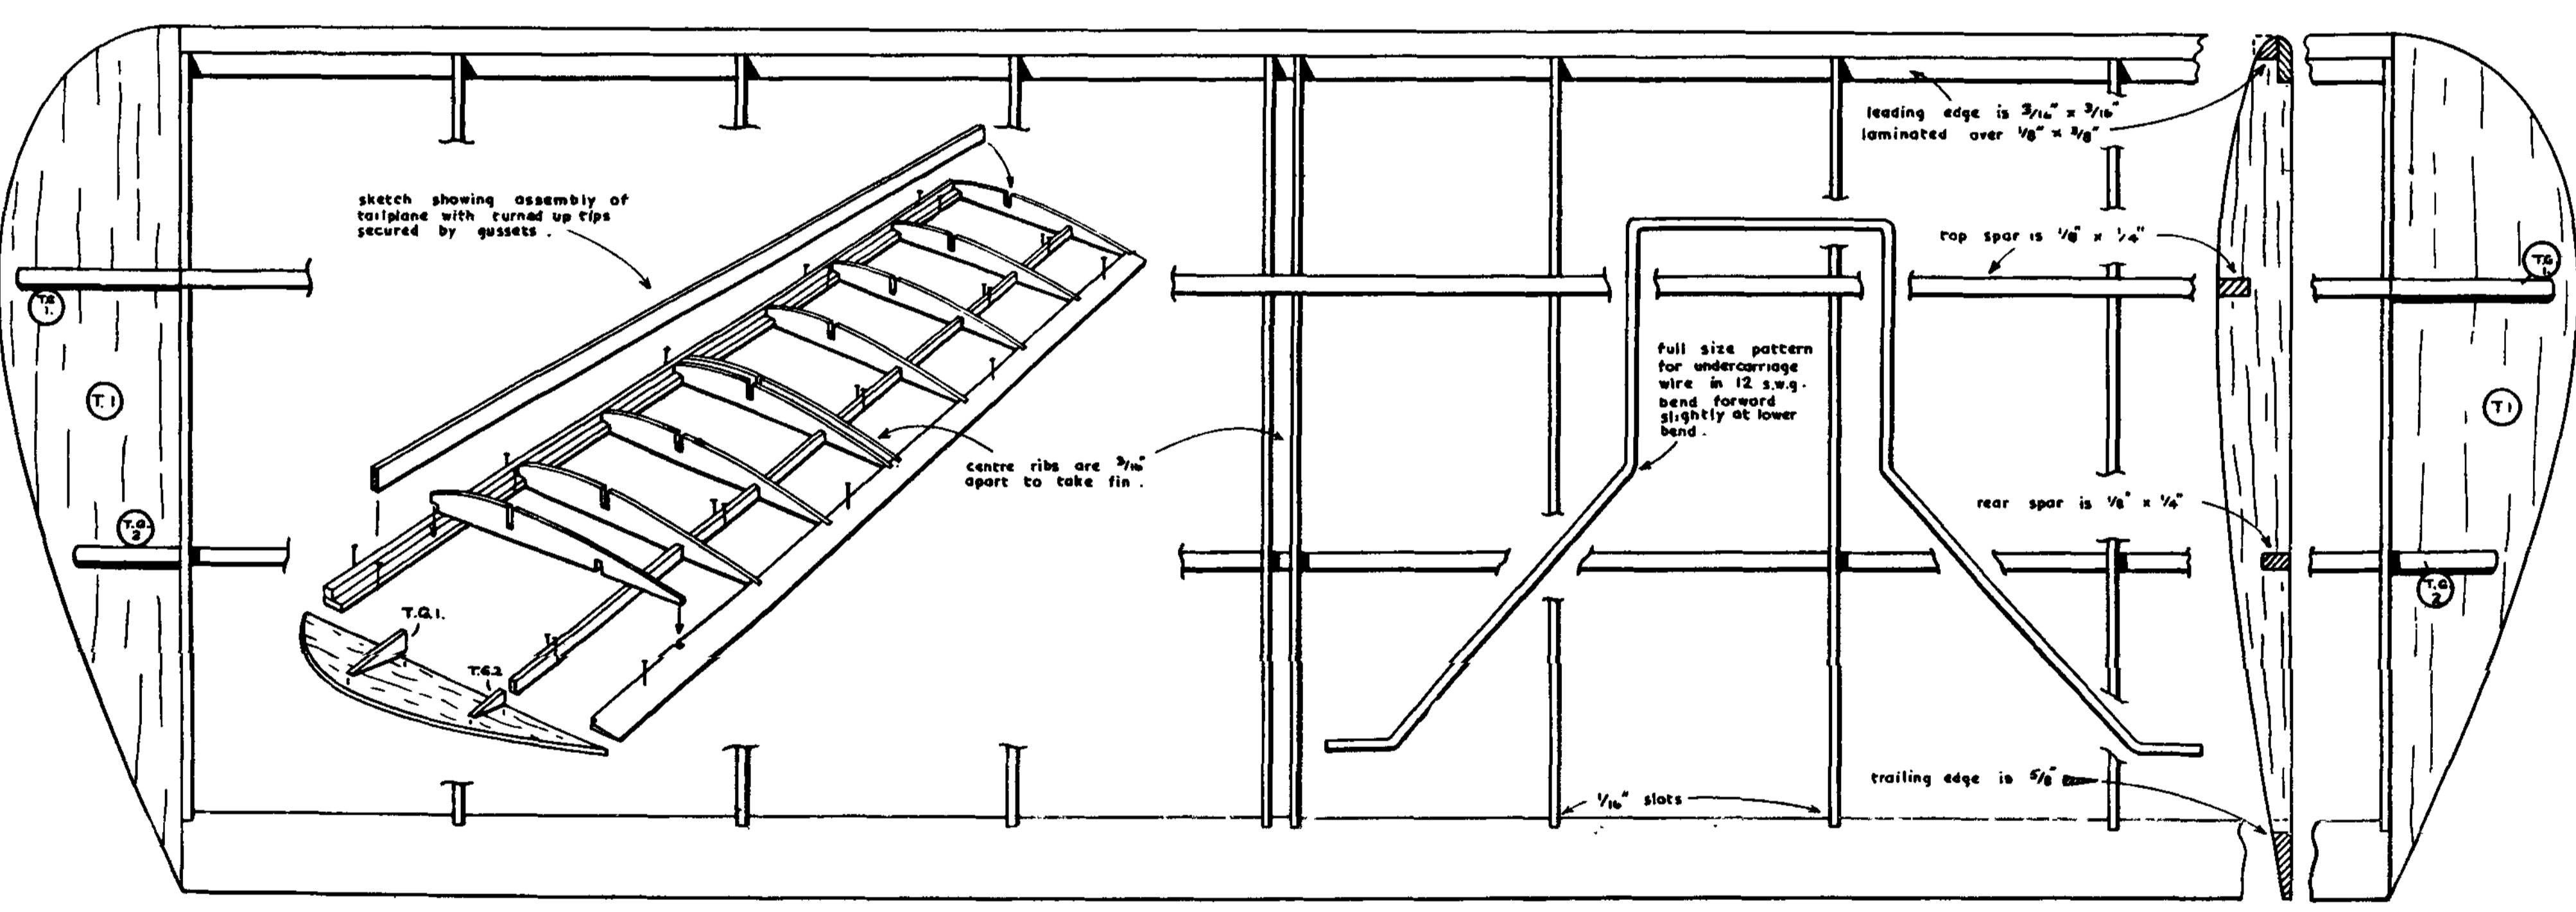 leading edge is 3/16" x 3/16"
laminated over 1/8" x 3/8"
sketch showing assembly of
tailplane with turned up tips
secured by gussets .
top spar is 1/8" x 1/4"
T.G.
1.
T.G
1.
full size pattern
for undercarriage
wire in 12 s.w.g.
bend forward
slightly at lower
bend .
T. 1
T 1
centre ribs are 3/16"
apart to take fin .
rear spar is 1/8" x 1/4"
T.G.
2
T.G.
2
T.G.1.
T.G.2
trailing edge is 5/8"
1/16" slots